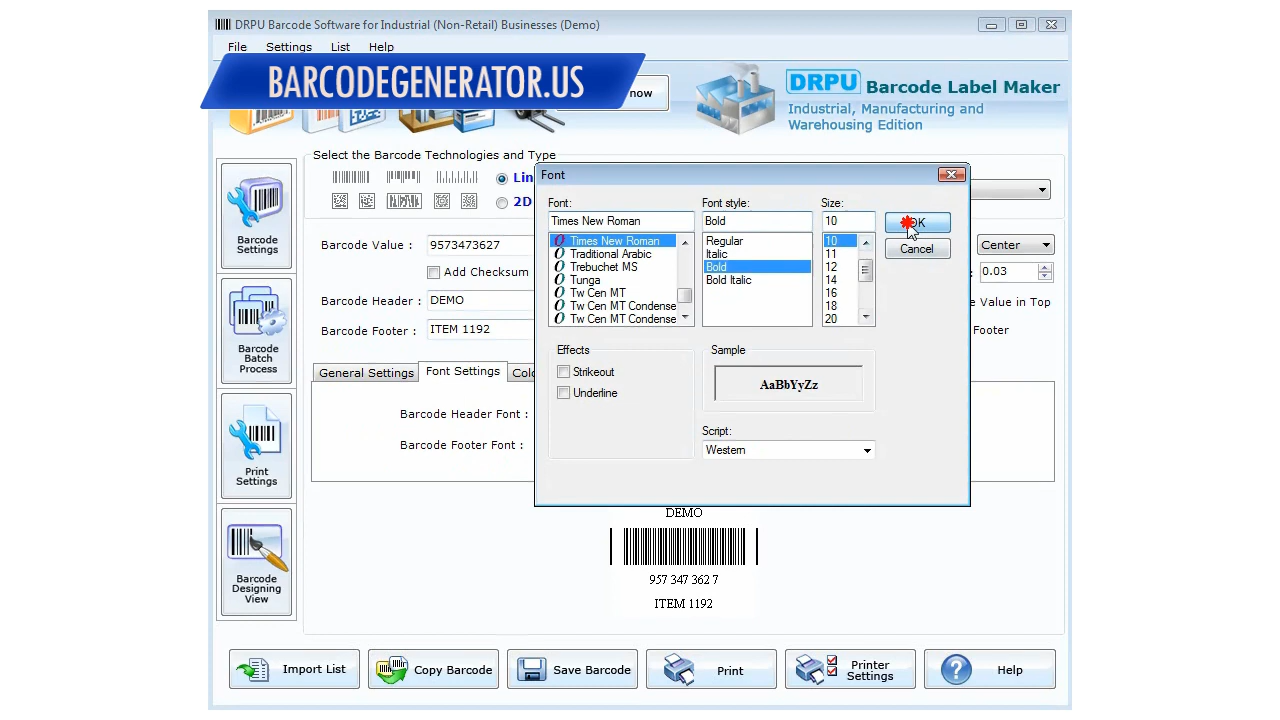 DRPU Barcode Software for Industrial (Non-Retail) Businesses (Demo)
File Settings List Help
BARCODEGENERATOR.US
now
DRPU Barcode Label Maker
Industrial, Manufacturing and
Warehousing Edition
Select the Barcode Technologies and Type
2D
Barcode
Settings
Barcode
Batch
Process
Print
Settings
Barcode
Designing
View
Barcode Value : 9573473627
Add Checksum
Barcode Header : DEMO
Barcode Footer : ITEM 1192
Center
0.03
Value in Top
Footer
General Settings Font Settings
Barcode Header Font :
Barcode Footer Font :
Font
Font: Font style: Size:
Times New Roman Bold 10
OK
Cancel
Times New Roman Regular 10
Traditional Arabic Italic 11
Trebuchet MS Bold 12
Tunga Bold Italic 14
Tw Cen MT 16
Tw Cen MT Condense 18
Tw Cen MT Condense 20
Effects Sample
Strikeout
AaBbYyZz
Underline
Script:
Western
DEMO
957 347 362 7
ITEM 1192
Import List Copy Barcode Save Barcode Print Printer
Settings Help